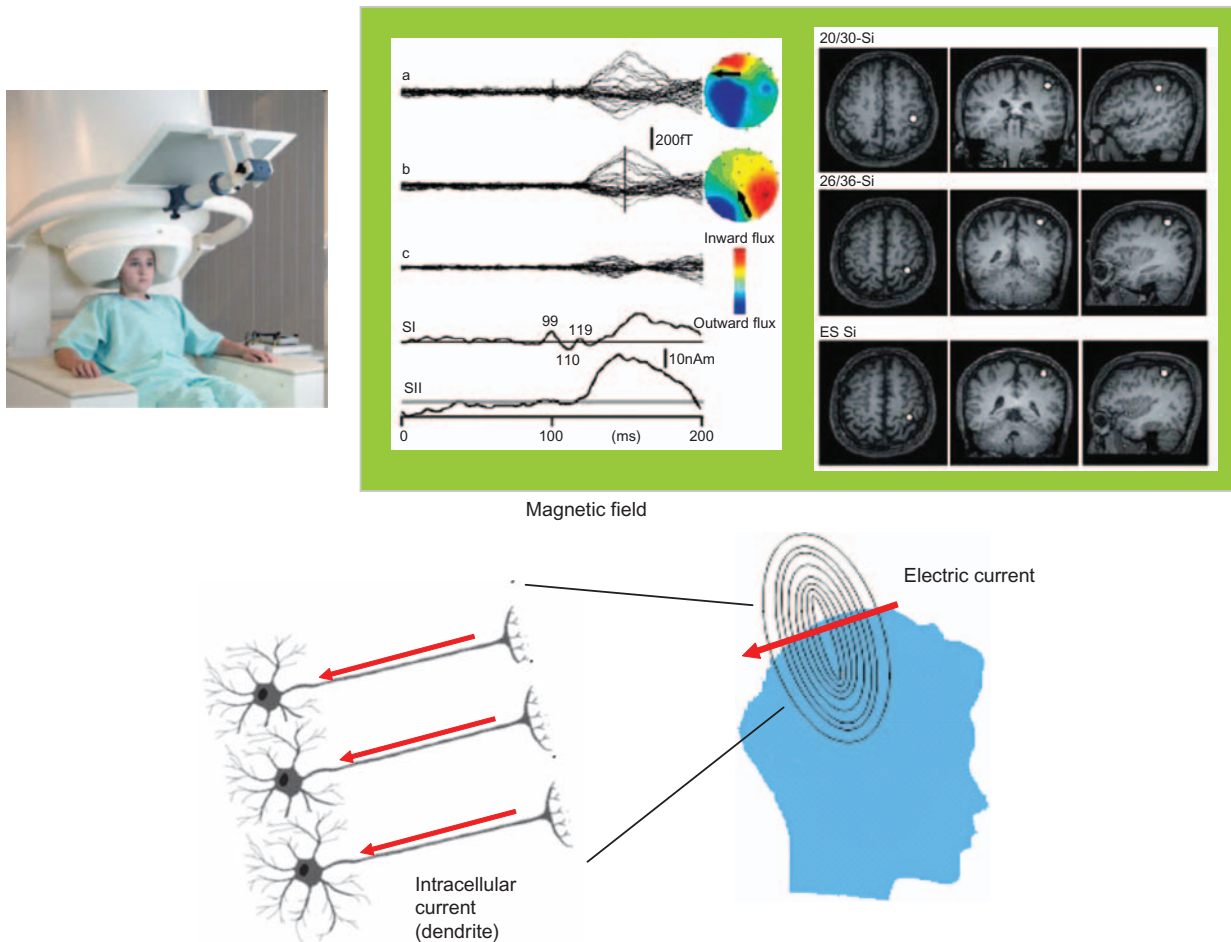 a
200fT
b
Inward flux
c
Outward flux
SI
99
119
110
10nAm
SII
0
100
(ms)
200
20/30-Si
26/36-Si
ES Si
Magnetic field
Electric current
Intracellular
current
(dendrite)